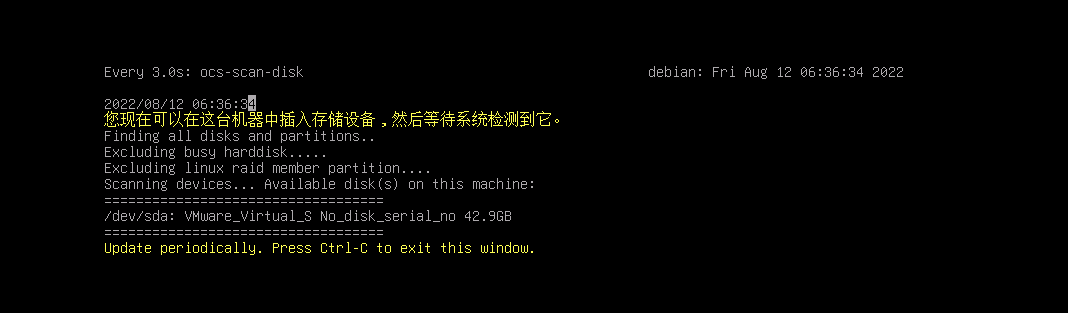 Every 3.0s: ocs-scan-disk debian: Fri Aug 12 06:36:34 2022
2022/08/12 06:36:34
您现在可以在这台机器中插入存储设备，然后等待系统检测到它。
Finding all disks and partitions..
Excluding busy harddisk.....
Excluding linux raid member partition....
Scanning devices... Available disk(s) on this machine:
===================================
/dev/sda: VMware_Virtual_S No_disk_serial_no 42.9GB
===================================
Update periodically. Press Ctrl-C to exit this window.